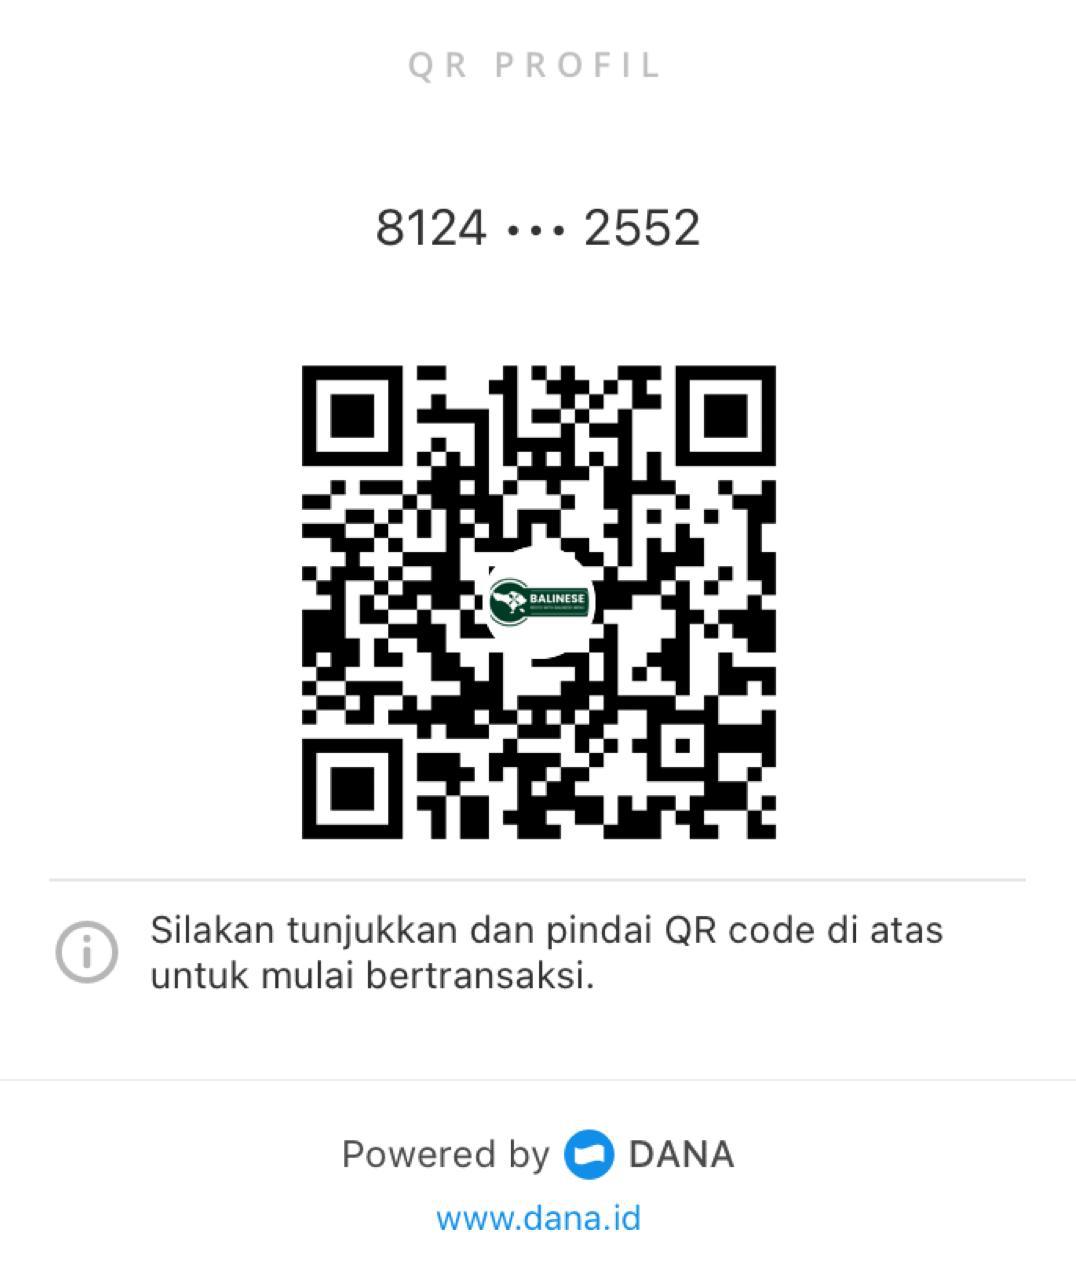 QR PROFIL
8124 ••• 2552
BALINESE
Silakan tunjukkan dan pindai QR code di atas
untuk mulai bertransaksi.
Powered by DANA
www.dana.id